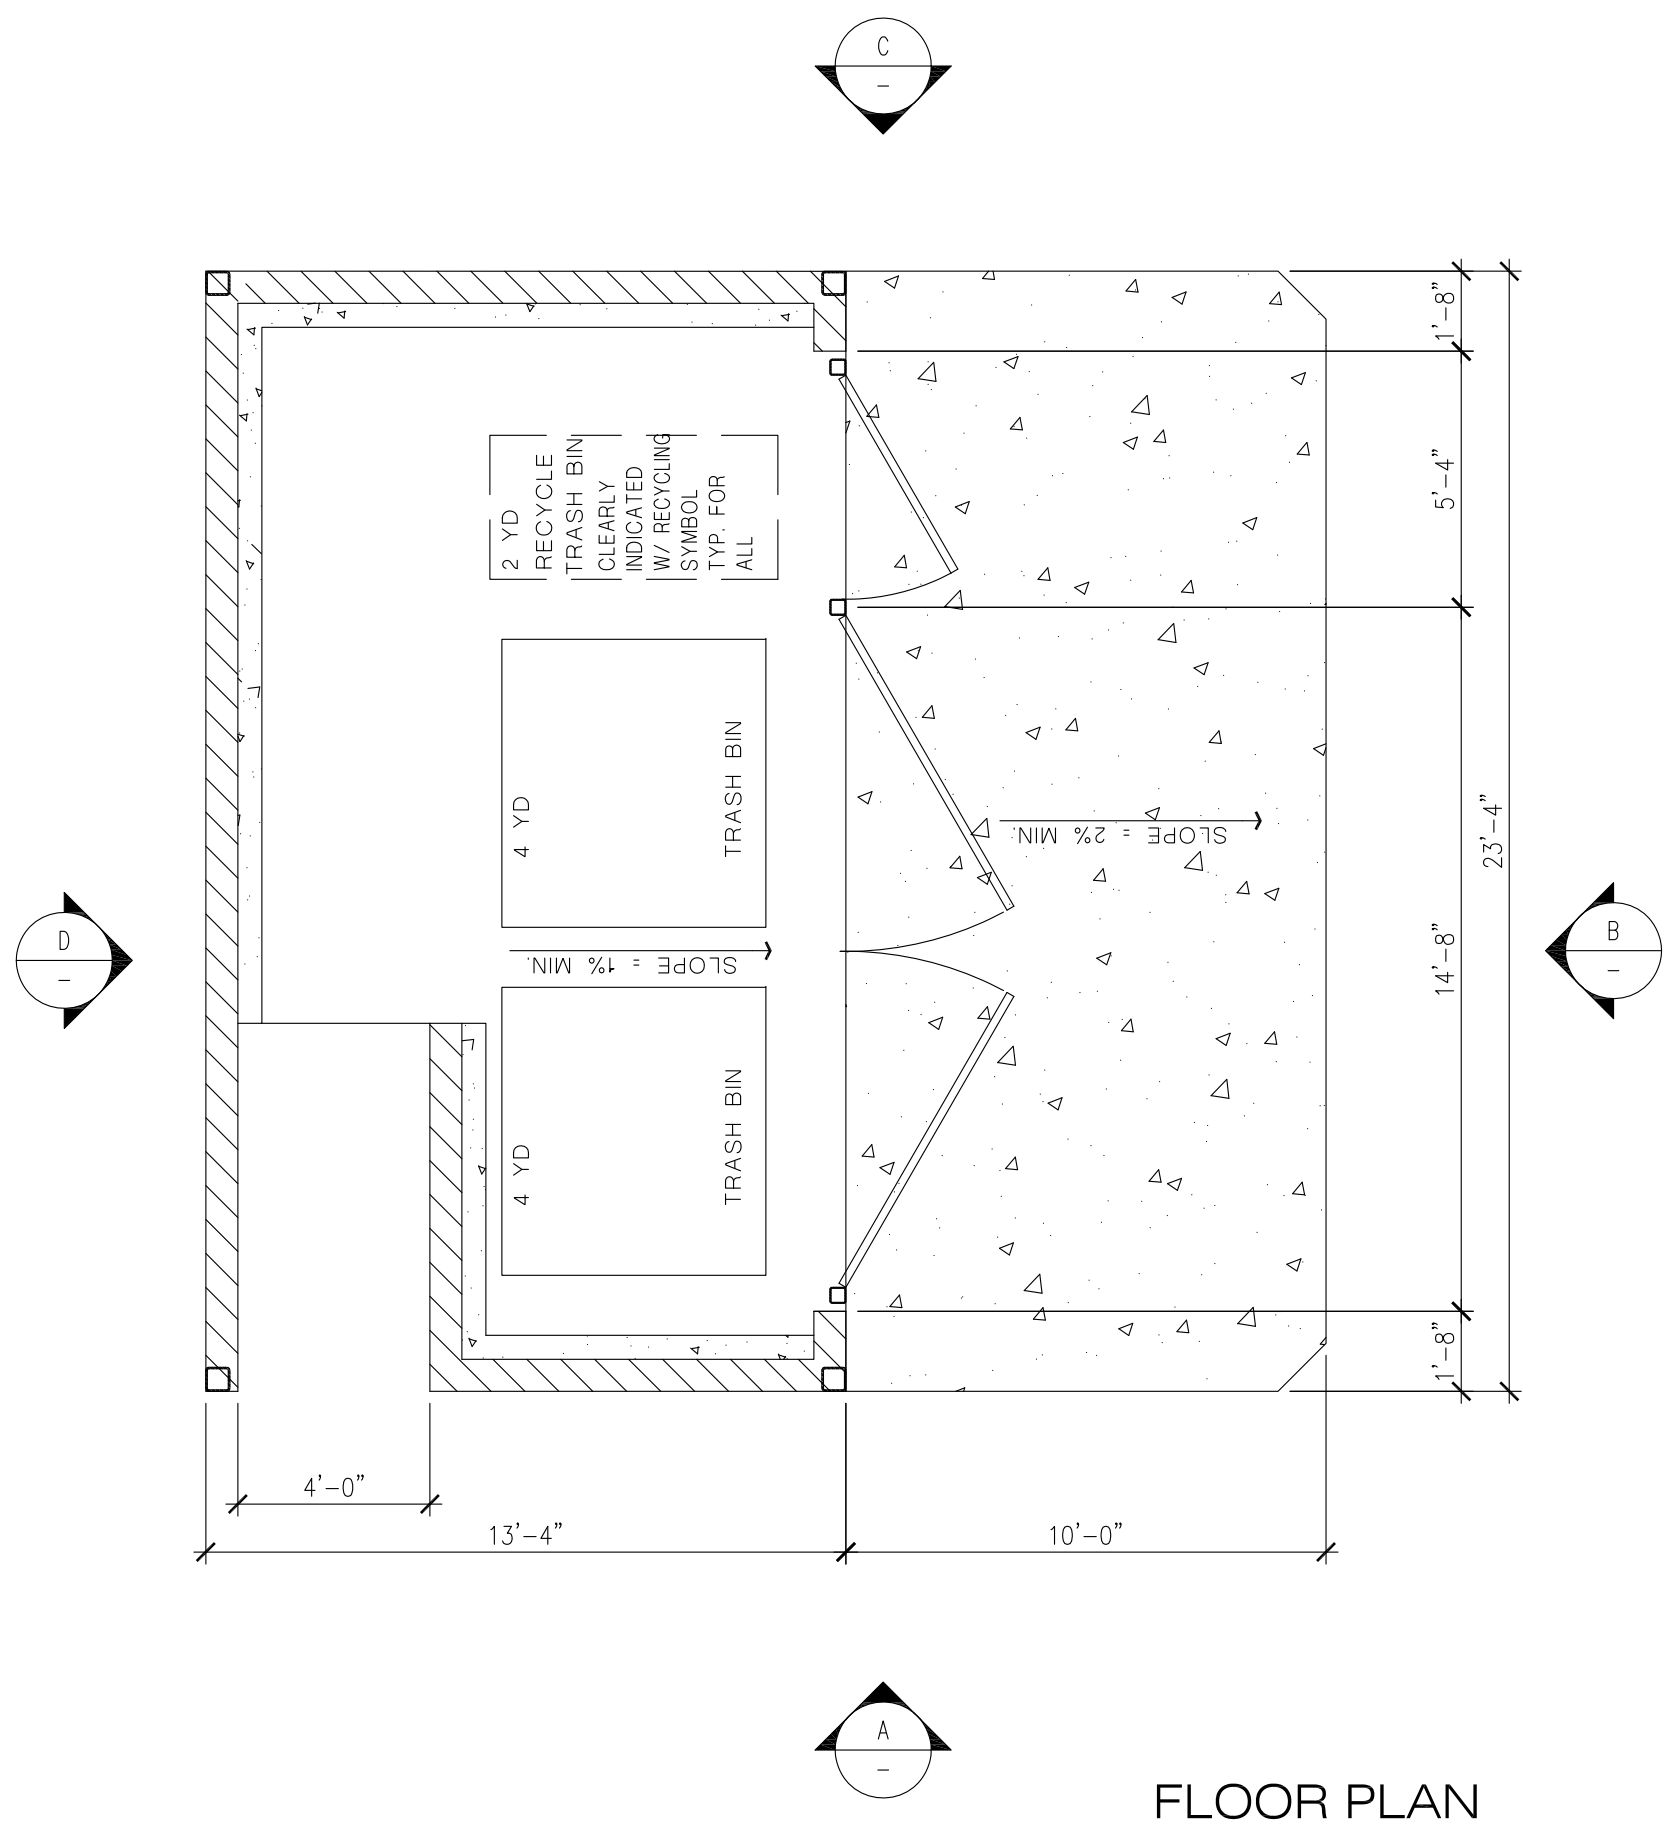 C
–
1'-8"
5'-4"
2 YD
RECYCLE
TRASH BIN
CLEARLY
INDICATED
W/ RECYCLING
SYMBOL
TYP. FOR
ALL
4 YD
TRASH BIN
SLOPE = 2% MIN.
23'-4"
D
–
SLOPE = 1% MIN.
14'-8"
B
–
4 YD
TRASH BIN
1'-8"
4'-0"
13'-4"
10'-0"
A
–
FLOOR PLAN